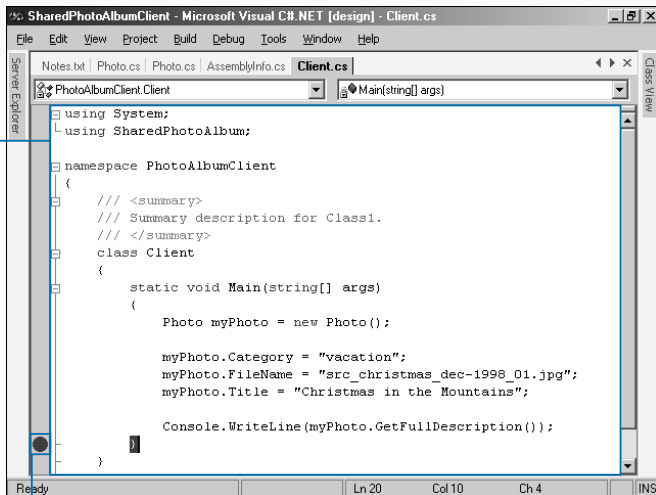 SharedPhotoAlbumClient - Microsoft Visual C#.NET [design] - Client.cs
File Edit View Project Build Debug Tools Window Help
Server Explorer
Notes.txt Photo.cs Photo.cs AssemblyInfo.cs Client.cs
Class View
PhotoAlbumClient.Client Main(string[] args)
using System;
using SharedPhotoAlbum;
namespace PhotoAlbumClient
{
/// <summary>
/// Summary description for Class1.
/// </summary>
class Client
{
static void Main(string[] args)
{
Photo myPhoto = new Photo();
myPhoto.Category = "vacation";
myPhoto.FileName = "src_christmas_dec-1998_01.jpg";
myPhoto.Title = "Christmas in the Mountains";
Console.WriteLine(myPhoto.GetFullDescription());
}
}
Ready Ln 20 Col 10 Ch 4 INS